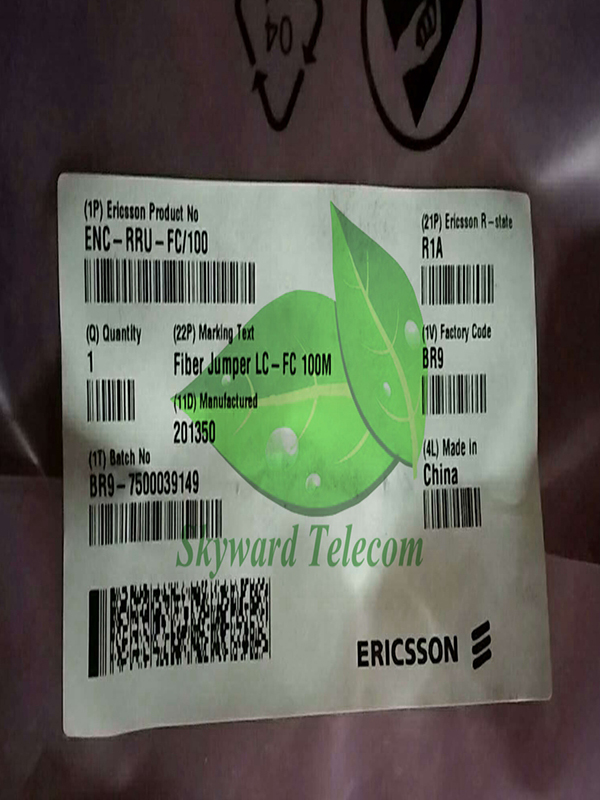 04
(1P) Ericsson Product No
ENC-RRU-FC/100
(21P) Ericsson R-state
R1A
(Q) Quantity
1
(22P) Marking Text
Fiber Jumper LC-FC 100M
(1V) Factory Code
BR9
(11D) Manufactured
201350
(1T) Batch No
BR9-7500039149
(4L) Made in
China
Skyward Telecom
ERICSSON